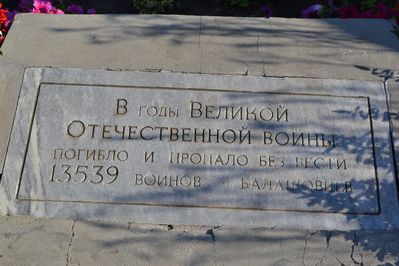 В годы Великой
Отечественной войны
погибло и пропало без вести
13539 воинов - балашовцев